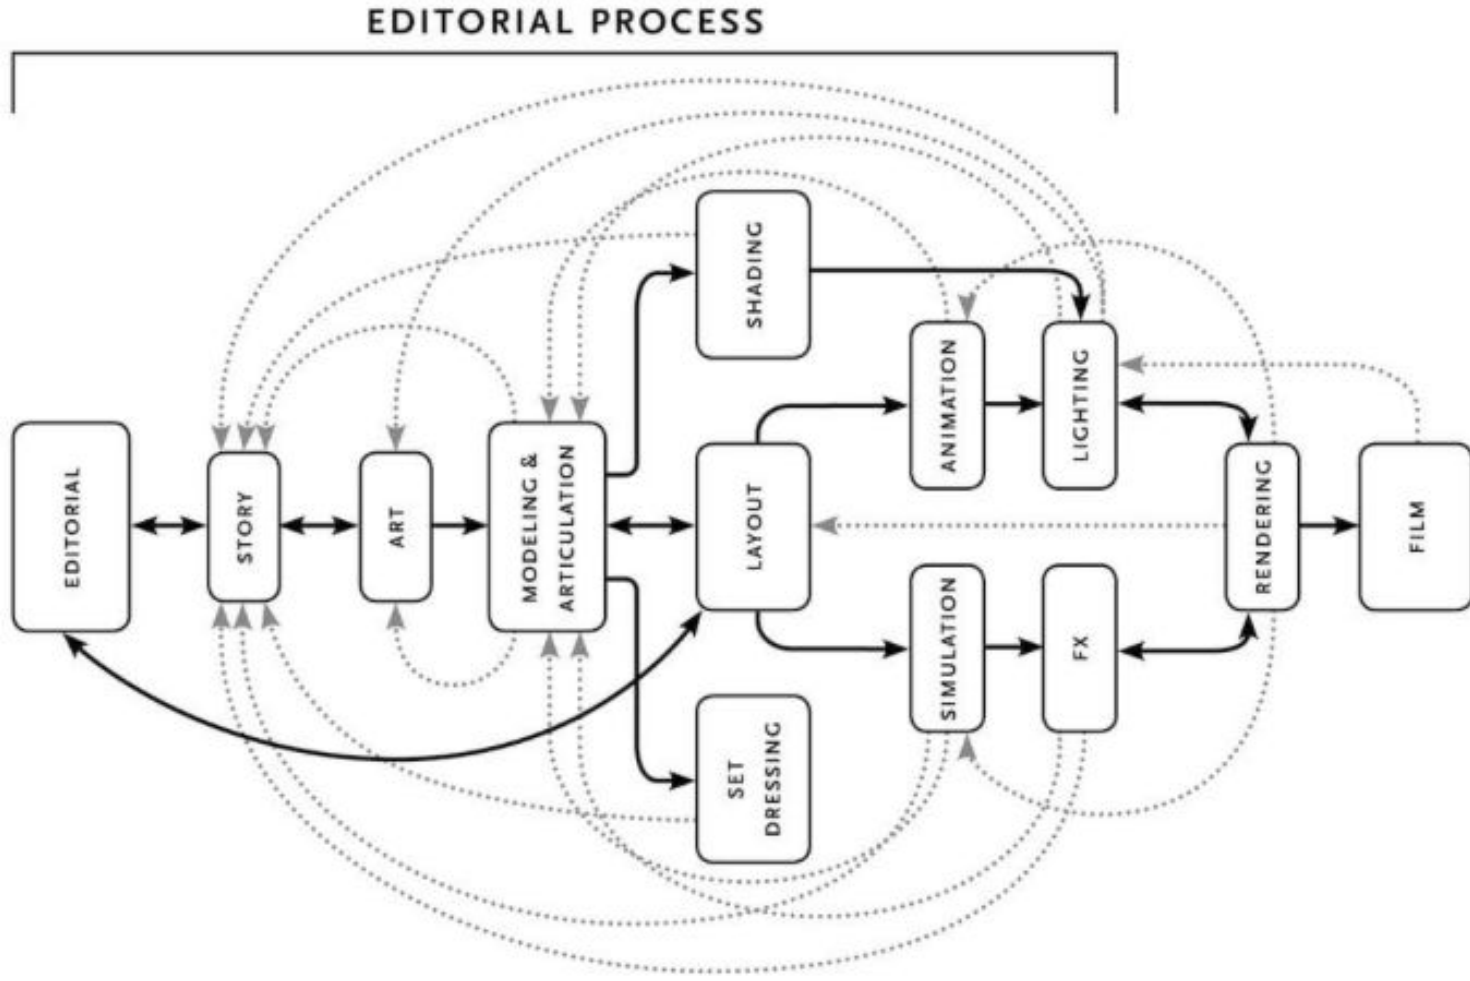 EDITORIAL PROCESS
EDITORIAL
STORY
ART
MODELING &
ARTICULATION
SHADING
LAYOUT
SET
DRESSING
ANIMATION
LIGHTING
SIMULATION
FX
RENDERING
FILM